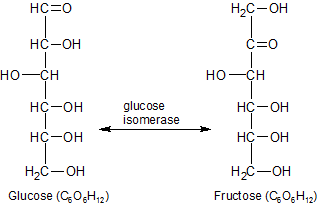 HC=O
HC–OH
HO–CH
HC–OH
HC–OH
H₂C–OH
Glucose (C₆O₆H₁₂)
glucose
isomerase
H₂C–OH
C=O
HO–CH
HC–OH
HC–OH
H₂C–OH
Fructose (C₆O₆H₁₂)